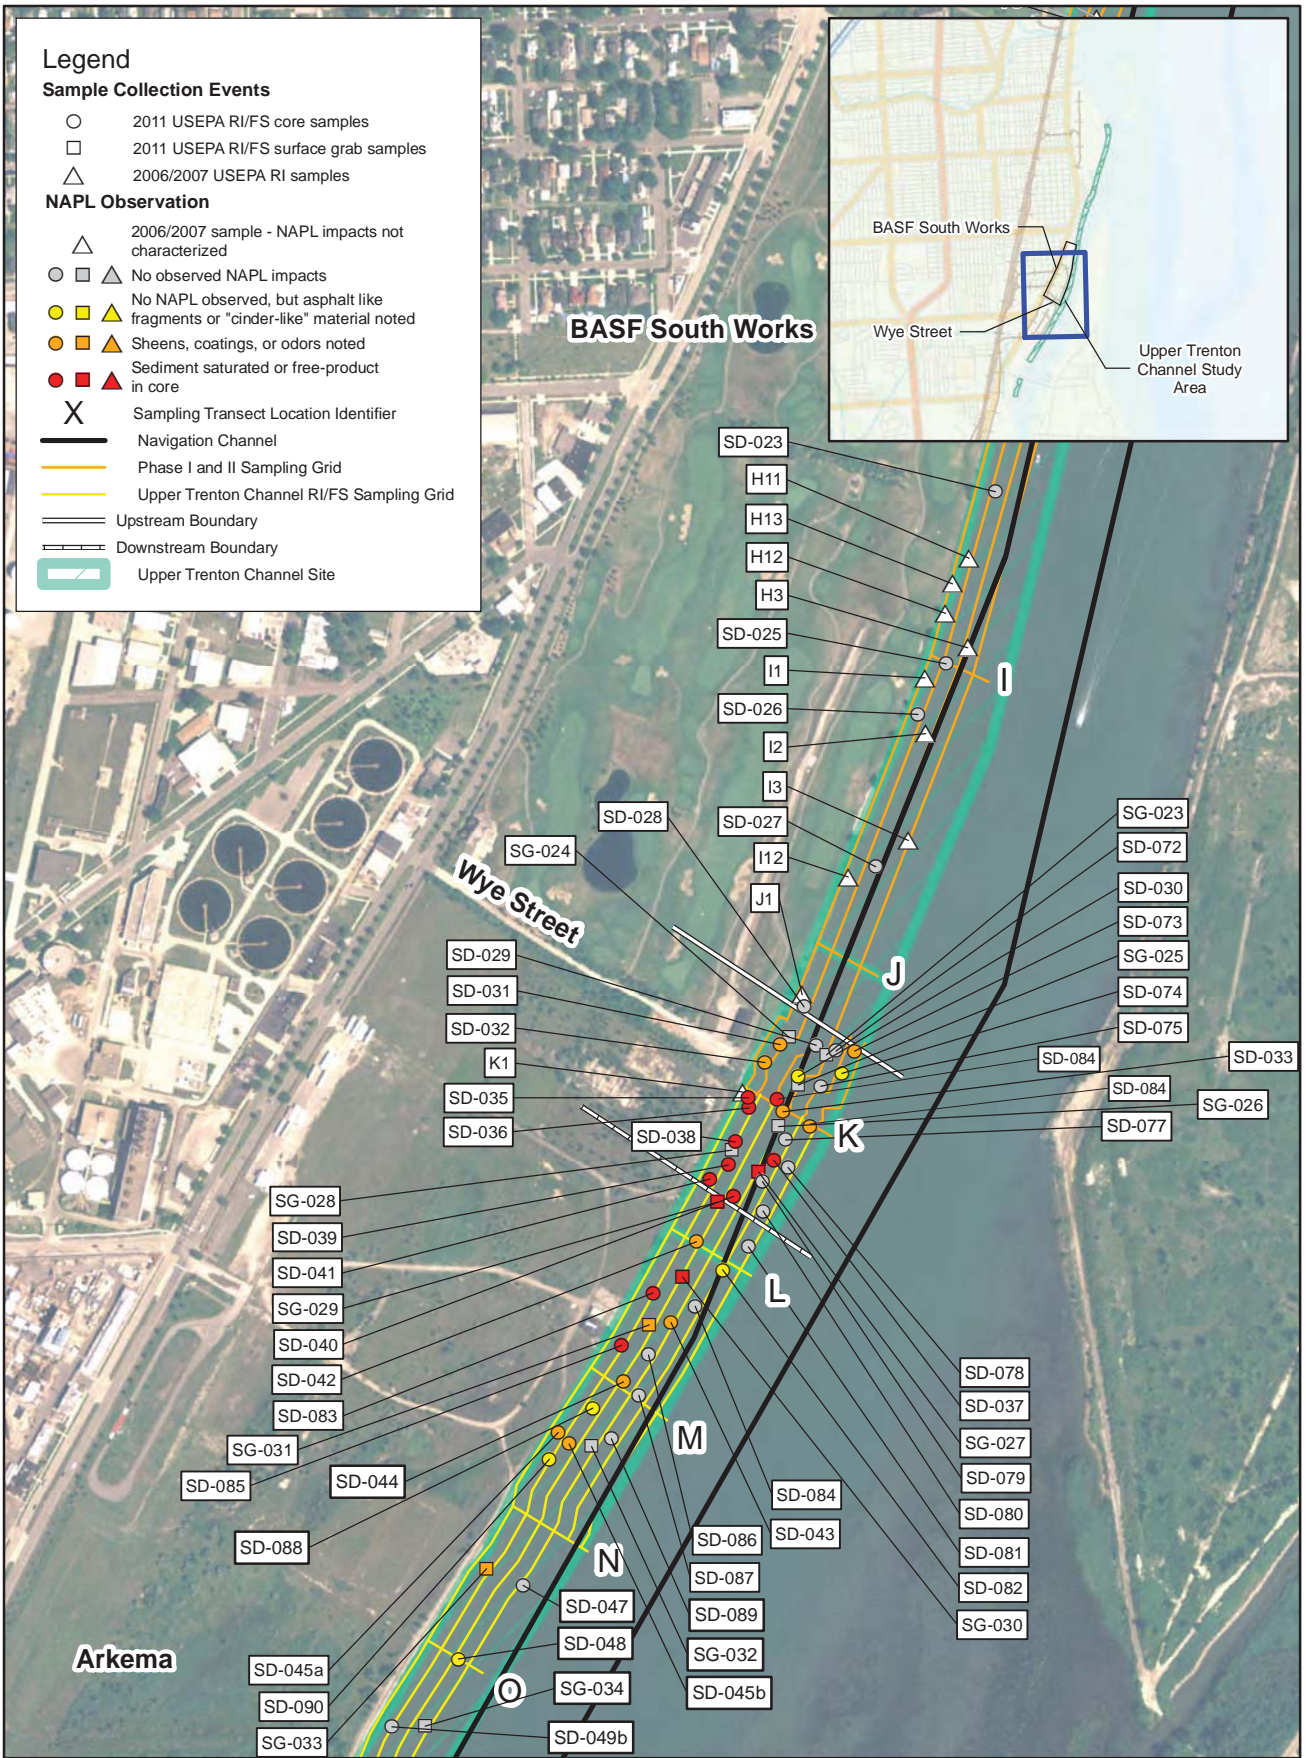 Legend
Sample Collection Events
2011 USEPA RI/FS core samples
2011 USEPA RI/FS surface grab samples
2006/2007 USEPA RI samples
NAPL Observation
2006/2007 sample - NAPL impacts not
characterized
No observed NAPL impacts
No NAPL observed, but asphalt like
fragments or "cinder-like" material noted
Sheens, coatings, or odors noted
Sediment saturated or free-product
in core
X Sampling Transect Location Identifier
Navigation Channel
Phase I and II Sampling Grid
Upper Trenton Channel RI/FS Sampling Grid
Upstream Boundary
Downstream Boundary
Upper Trenton Channel Site
BASF South Works
Wye Street
Upper Trenton
Channel Study
Area
BASF South Works
SD-023
H11
H13
H12
H3
SD-025
I1
SD-026
I2
I3
SD-027
I12
J1
SD-028
SG-024
Wye Street
SD-029
SD-031
SD-032
K1
SD-035
SD-036
SD-038
SG-028
SD-039
SD-041
SG-029
SD-040
SD-042
SD-083
SG-031
SD-085
SD-044
SD-088
SD-045a
SD-090
SG-033
Arkema
I
J
K
L
M
N
O
SG-023
SD-072
SD-030
SD-073
SG-025
SD-074
SD-075
SD-084
SD-033
SD-084
SG-026
SD-077
SD-078
SD-037
SG-027
SD-079
SD-080
SD-081
SD-082
SG-030
SD-084
SD-043
SD-086
SD-087
SD-089
SG-032
SD-045b
SD-047
SD-048
SG-034
SD-049b